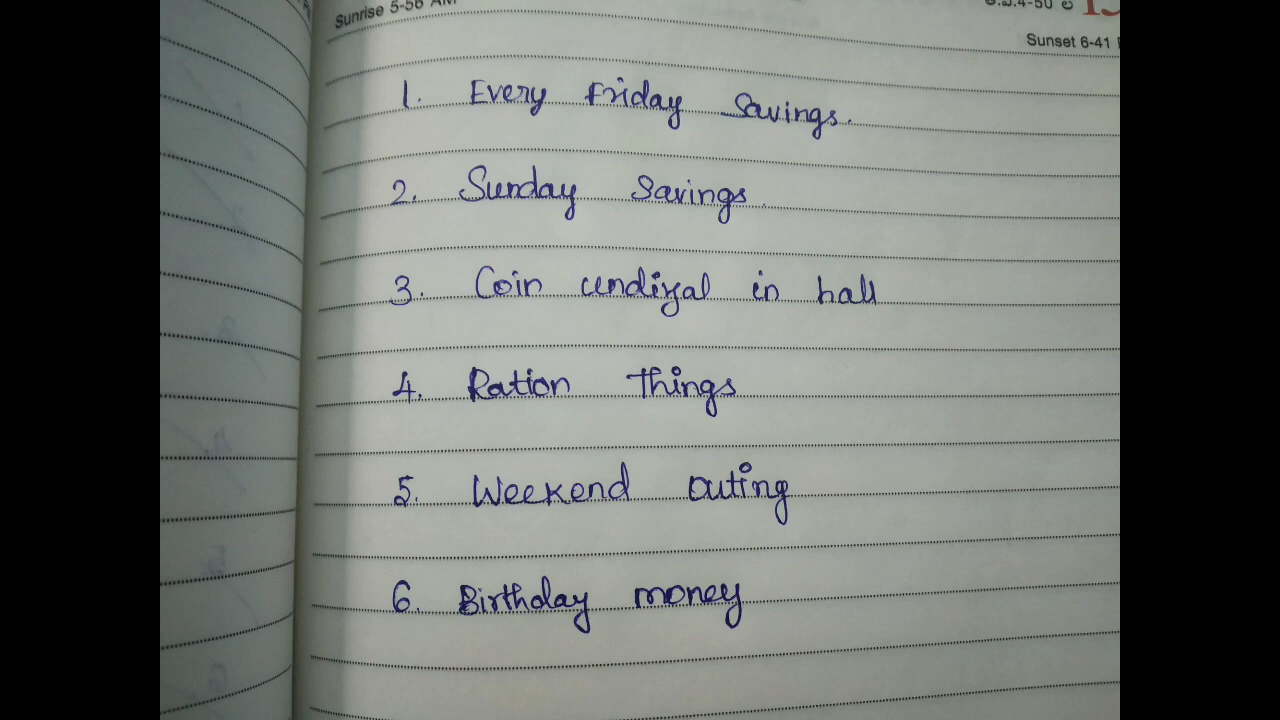 Sunrise 5-56 AM
Sunset 6-41
1. Every Friday Savings.
2. Sunday Savings.
3. Coin undiyal in hall
4. Ration Things
5. Weekend Outing
6. Birthday money